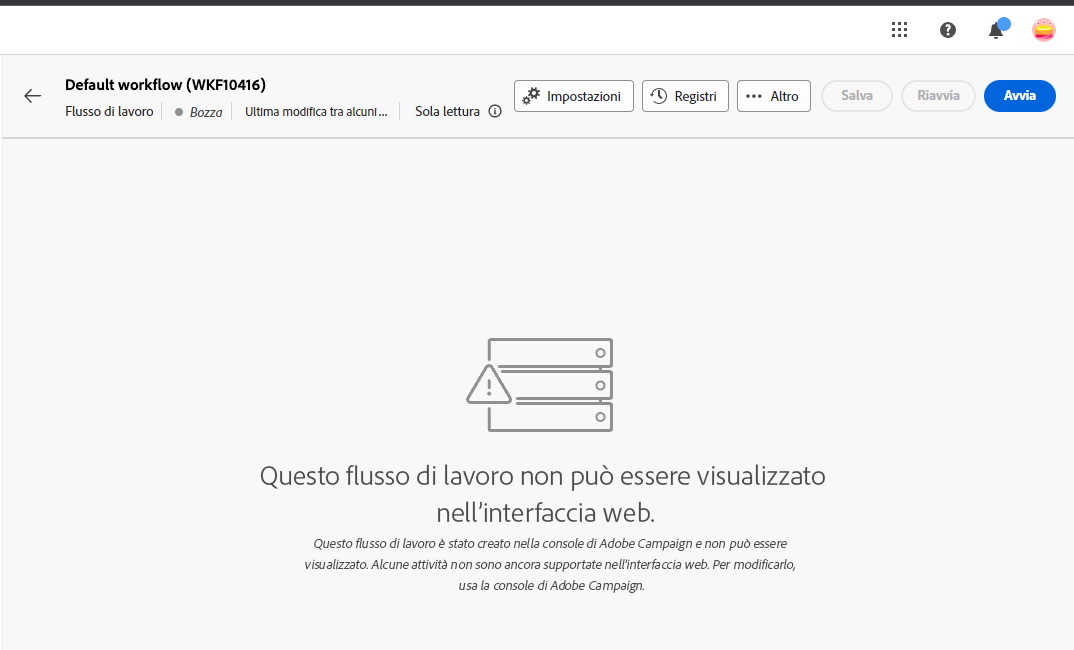 Default workflow (WKF10416)
Flusso di lavoro
Bozza
Ultima modifica tra alcuni...
Sola lettura
Impostazioni
Registri
Altro
Salva
Riavvia
Avvia
Questo flusso di lavoro non può essere visualizzato
nell’interfaccia web.
Questo flusso di lavoro è stato creato nella console di Adobe Campaign e non può essere
visualizzato. Alcune attività non sono ancora supportate nell'interfaccia web. Per modificarlo,
usa la console di Adobe Campaign.